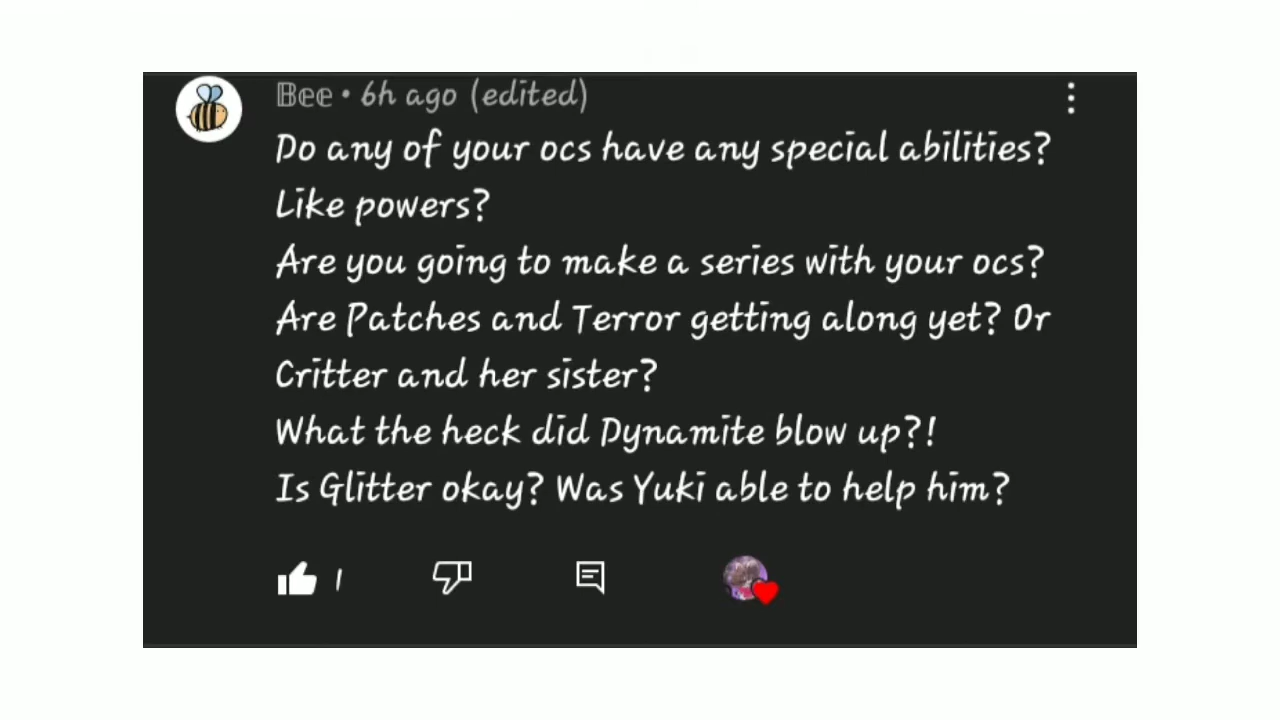 𝔹𝕖𝕖 • 6h ago (edited)
Do any of your ocs have any special abilities?
Like powers?
Are you going to make a series with your ocs?
Are Patches and Terror getting along yet? Or
Critter and her sister?
What the heck did Dynamite blow up?!
Is Glitter okay? Was Yuki able to help him?
1